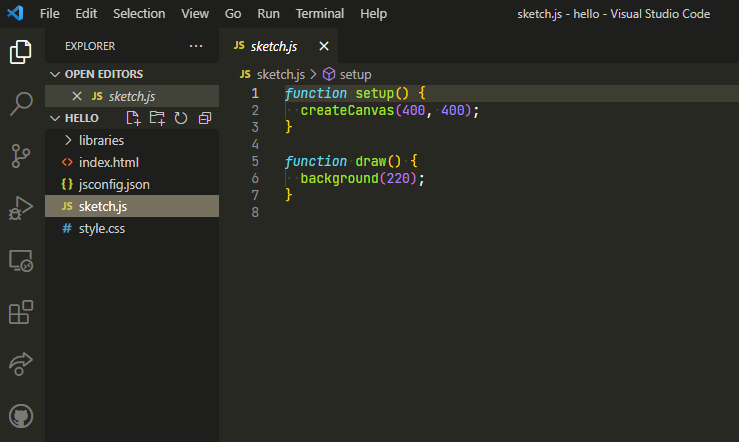 File Edit Selection View Go Run Terminal Help sketch.js - hello - Visual Studio Code
EXPLORER ···
OPEN EDITORS
JS sketch.js
HELLO
libraries
<> index.html
{} jsconfig.json
JS sketch.js
# style.css
JS sketch.js
JS sketch.js > setup
1 function setup() {
2   createCanvas(400, 400);
3 }
4
5 function draw() {
6   background(220);
7 }
8